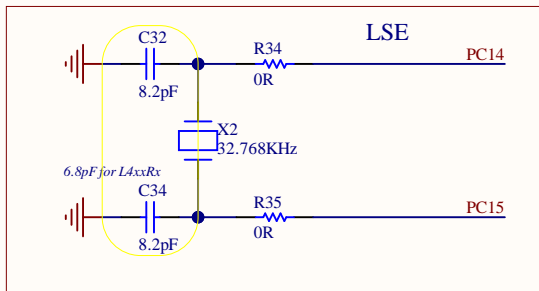 LSE
C32
R34
PC14
8.2pF
0R
X2
32.768KHz
6.8pF for L4xxRx
C34
R35
PC15
8.2pF
0R